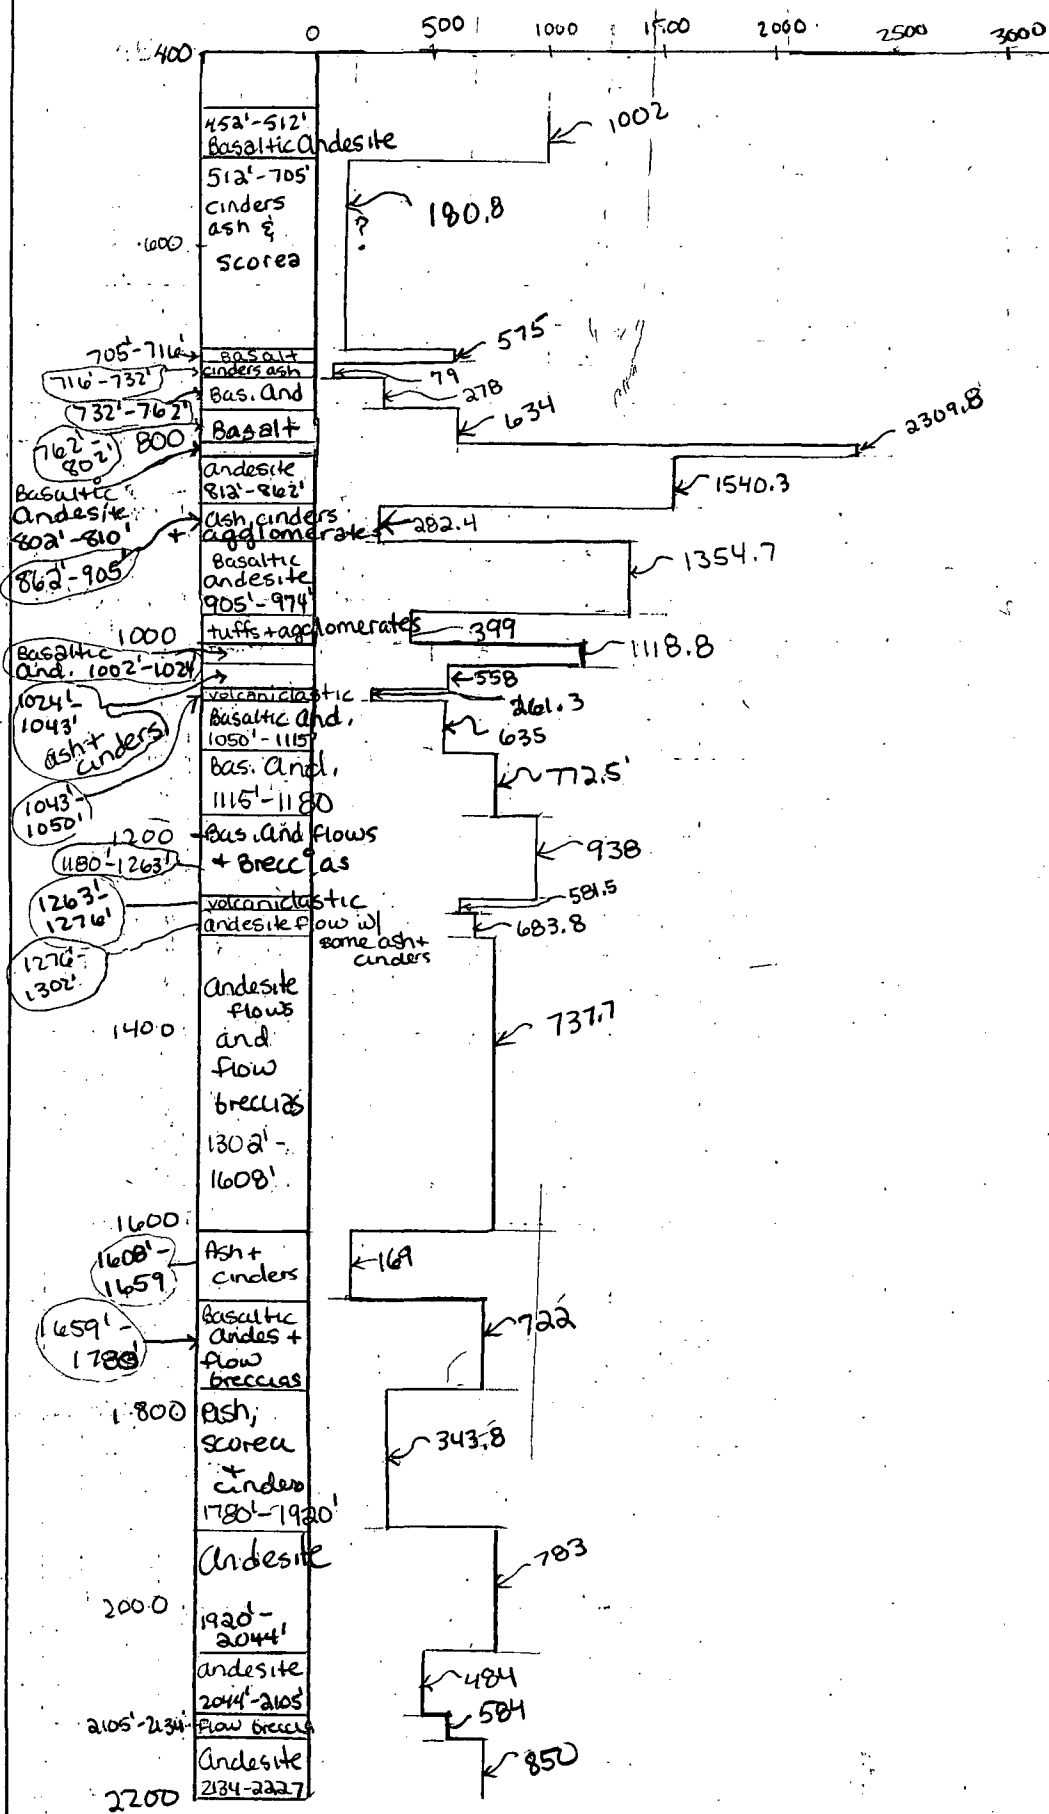 0 500 1000 1500 2000 2500 3000
400
452'-512'
Basaltic Andesite
1002
512'-705'
cinders
ash &
scorea
180.8
?
600
705'-716'
Basalt
575
716'-732'
cinders ash
79
732'-762'
Bas. And
278
762'-
802'
800
Basalt
634
2309.8
Basaltic
Andesite
802'-810'
andesite
812'-862'
1540.3
862'-905'
Ash, cinders
+ agglomerates
282.4
Basaltic
andesite
905'-974'
1354.7
1000
tuffs + agglomerates
399
Basaltic
And. 1002'-1024'
1118.8
1024'-
1043'
ash +
cinders
558
1043'-
1050'
volcaniclastic
261.3
Basaltic And.
1050'-1115'
635
Bas. And.
1115'-1180
772.5
1200
1180'-1263'
Bas. And flows
+ Breccias
938
1263'-
1276'
volcaniclastic
581.5
1276'-
1302'
andesite flow w/
some ash +
cinders
683.8
1400
Andesite
flows
and
flow
breccias
1302'-
1608'
737.7
1600
1608'-
1659
Ash +
cinders
169
1659'-
1780'
Basaltic
Andes +
flow
breccias
722
1800
Ash,
scorea
+
cinders
1780'-1920'
343.8
Andesite
1920'-
2044'
783
2000
andesite
2044'-2105'
484
2105'-2134'
flow breccia
584
Andesite
2134-2227
850
2200